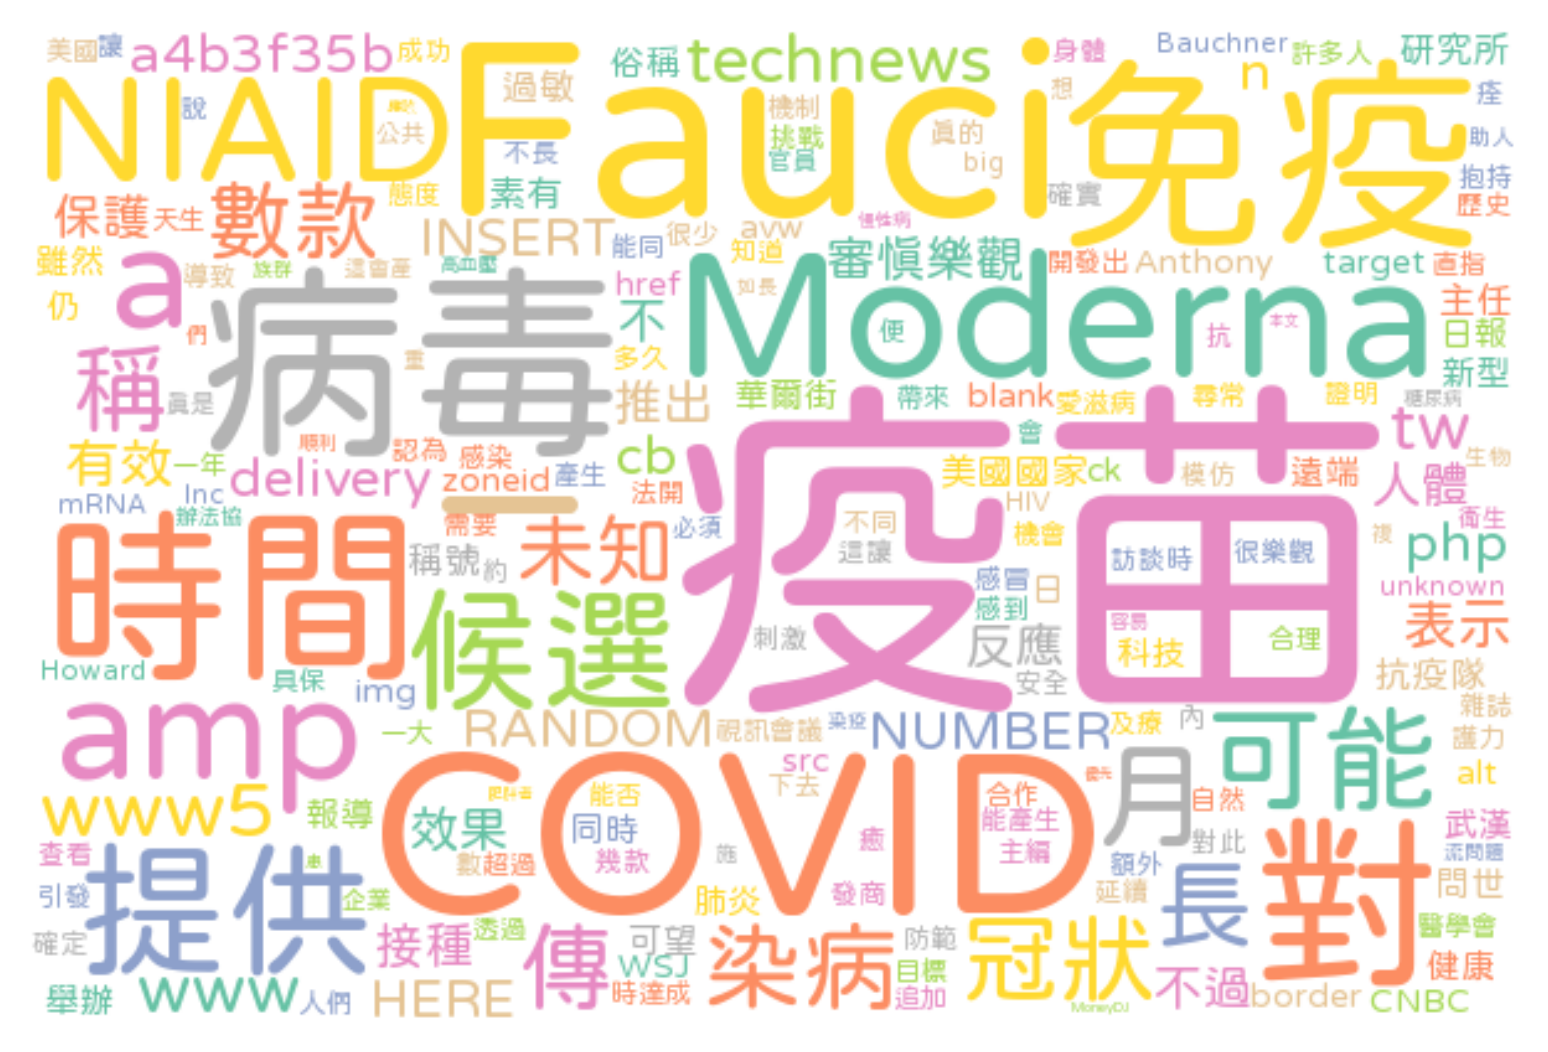 美國
讓
a4b3f35b
成功
Fauci
俗稱
technews
身體
Bauchner
許多人
研究所
NIAID
說
公共
過敏
不長
機制
挑戰
官員
真的
big
想
n
免疫
痊
助人
抱持
歷史
保護
天生
數款
態度
素有
確實
INSERT
能同
很少
avw
知道
慢性病
審慎樂觀
開發出
Anthony
target
直指
雖然
仍
a
導致
族群
這會產
高血壓
href
不
如長
Moderna
便
抗
本文
主任
日報
新型
們
稱
真是
病毒
重
多久
推出
華爾街
帶來
blank
愛滋病
尋常
證明
糖尿病
tw
有效
一年
順利
認為
感染
delivery
zoneid
產生
cb
法開
疫苗
會
美國國家
ck
模仿
遠端
人體
生物
mRNA
Inc
辦法協
一
需要
未知
必須
不同
這讓
HIV
機會
訪談時
很樂觀
複
衛生
php
unknown
時間
稱號
約
候選
感冒
日
感到
刺激
反應
安全
容易
科技
合理
表示
抗疫隊
Howard
具保
img
amp
一大
RANDOM
視訊會議
染疫
NUMBER
及療
內
可能
雜誌
護力
alt
src
下去
COVID
月
自然
www5
報導
效果
能否
同時
幾款
數
超過
施
癒
合作
能產生
主編
對此
額外
延續
武漢
流問題
問世
查看
引發
提供
患
企業
肺炎
發商
長
對
醫學會
健康
確定
接種
透過
傳
可望
WSJ
時達成
染病
防範
目標
追加
冠狀
不過
舉辦
www
人們
HERE
MoneyDJ
border
CNBC